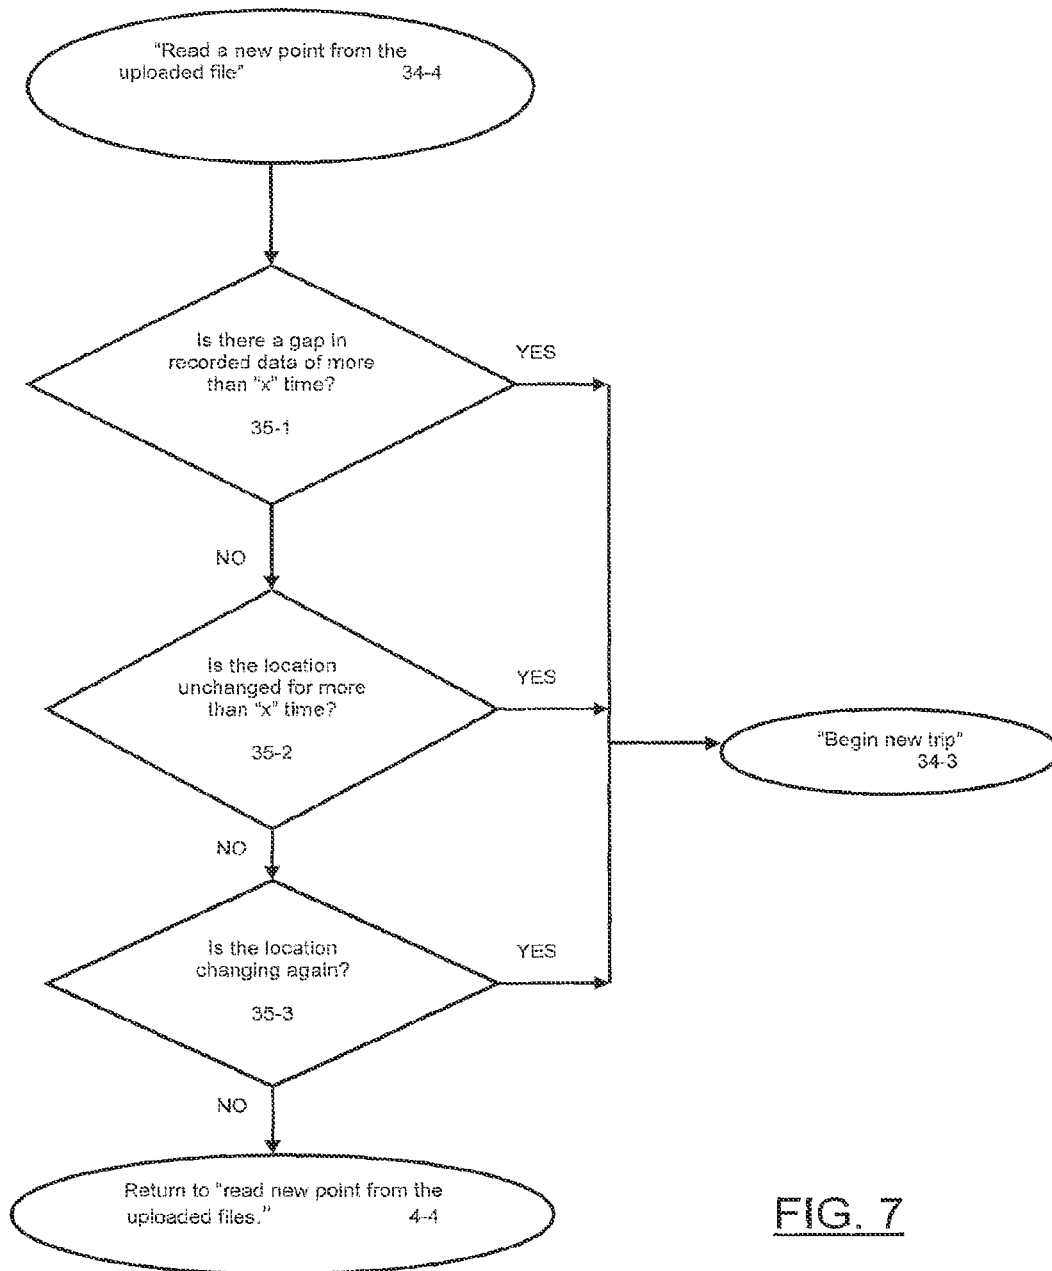 "Read a new point from the
uploaded file" 34-4
Is there a gap in
recorded data of more
than "x" time?
35-1
YES
NO
Is the location
unchanged for more
than "x" time?
35-2
YES
"Begin new trip"
34-3
NO
Is the location
changing again?
35-3
YES
NO
Return to "read new point from the
uploaded files." 4-4
FIG. 7